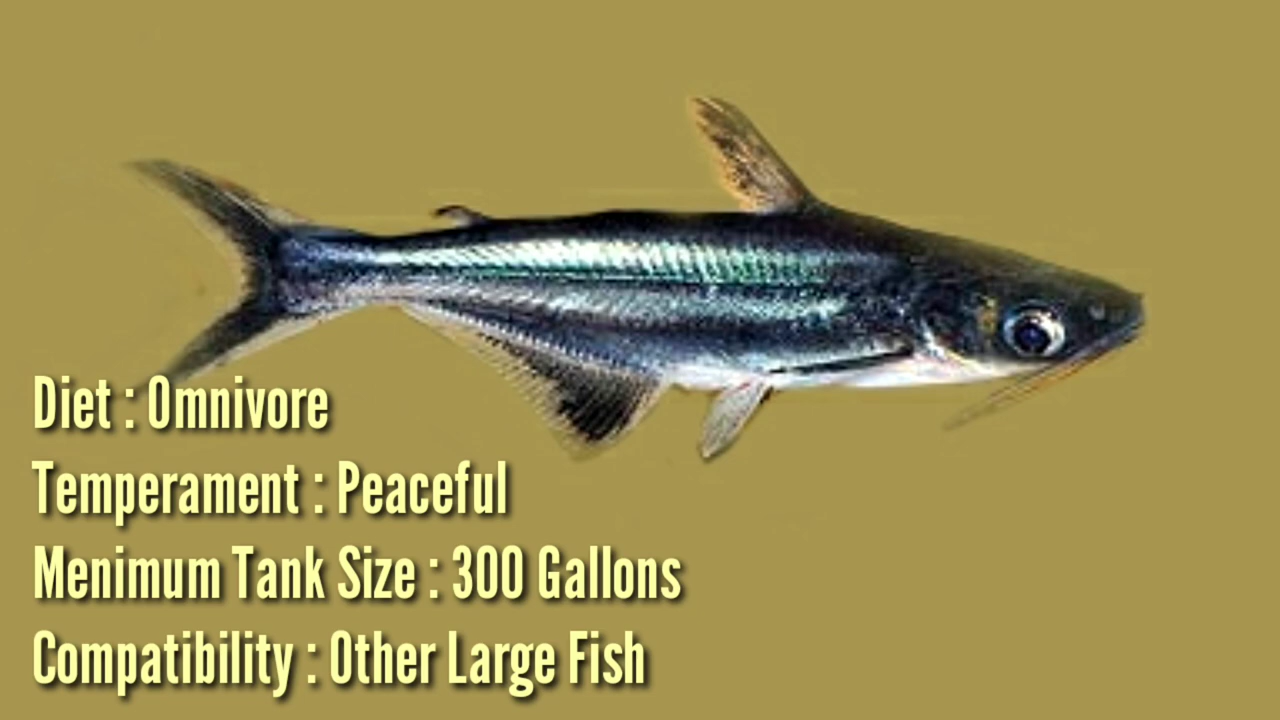 Diet : Omnivore
Temperament : Peaceful
Menimum Tank Size : 300 Gallons
Compatibility : Other Large Fish